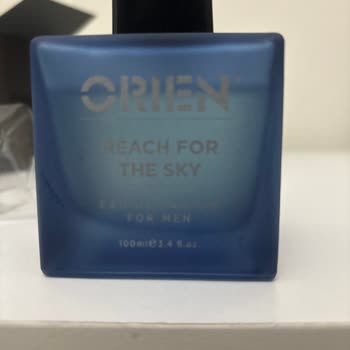 ORIEN
REACH FOR
THE SKY
FOR MEN
100ml℮3.4 fl.oz.